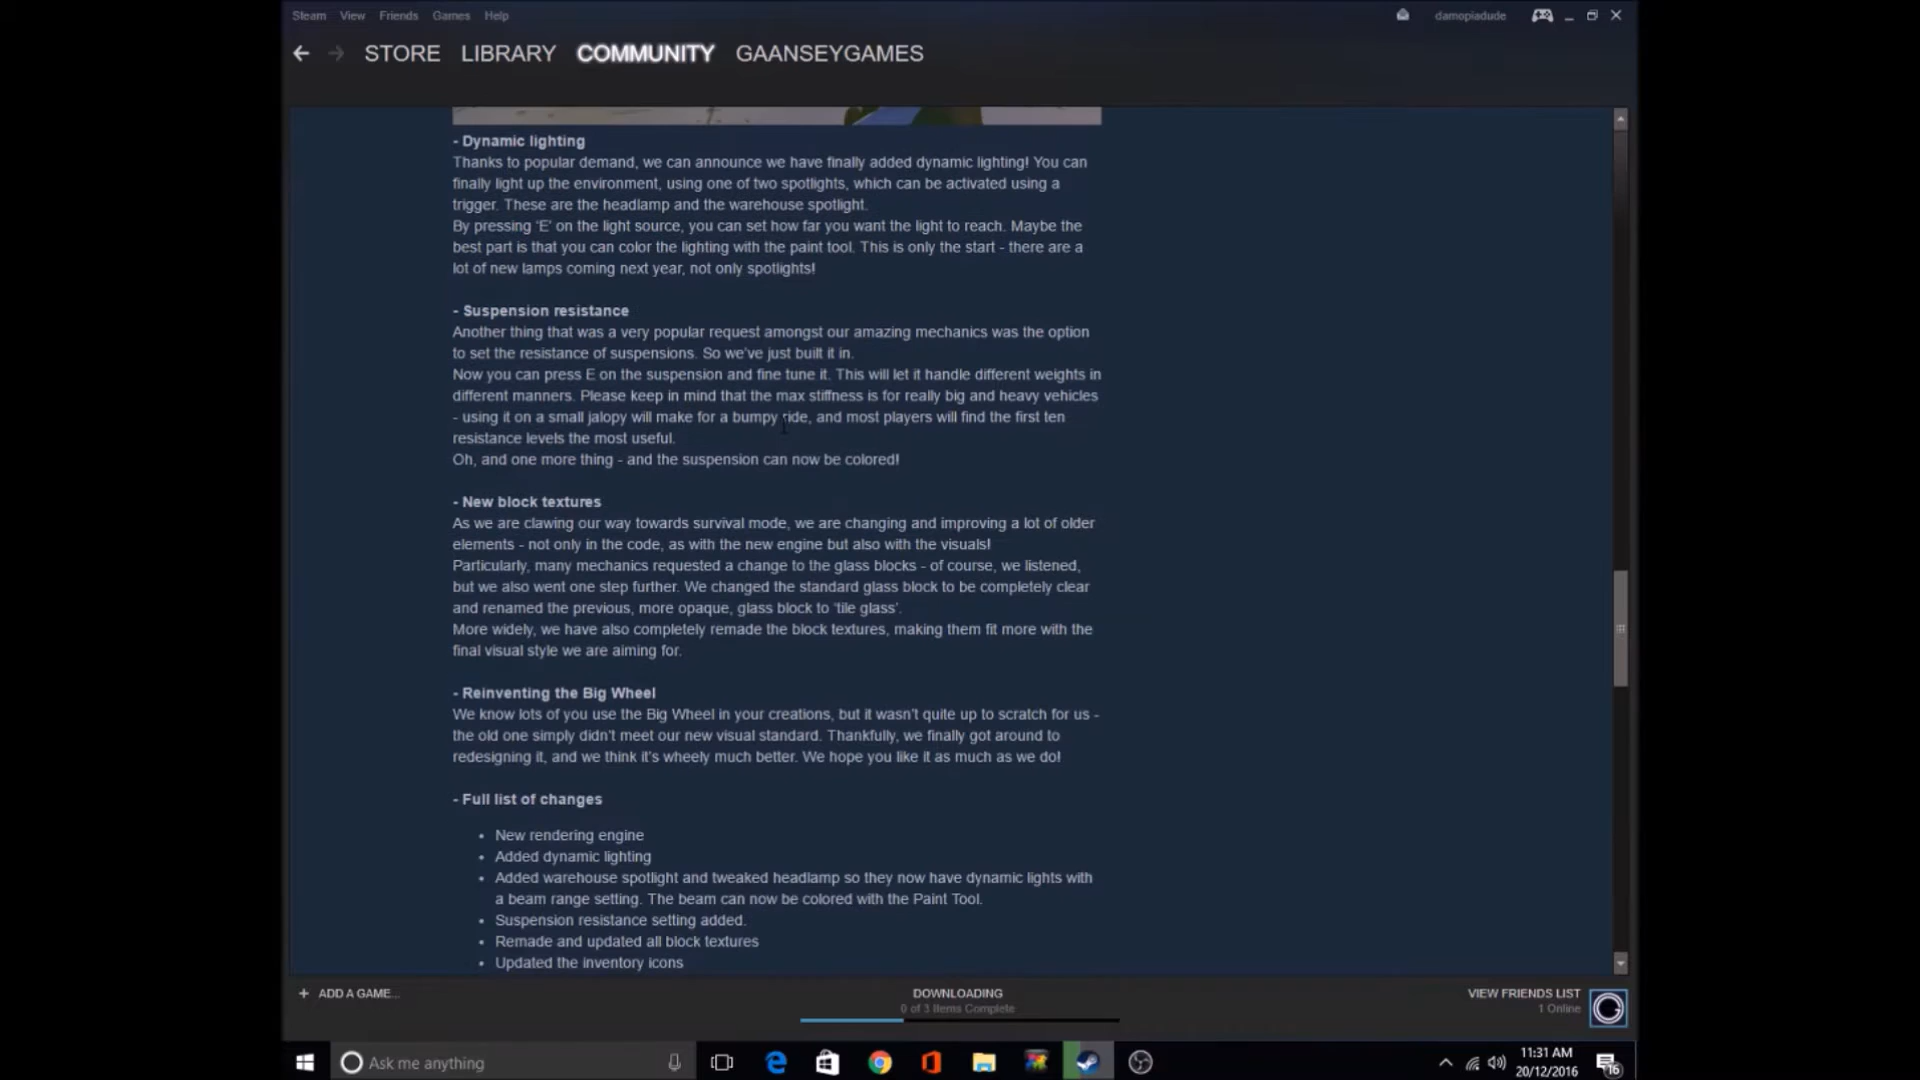 Steam View Friends Games Help
damopiadude
STORE LIBRARY COMMUNITY GAANSEYGAMES
- Dynamic lighting
Thanks to popular demand, we can announce we have finally added dynamic lighting! You can
finally light up the environment, using one of two spotlights, which can be activated using a
trigger. These are the headlamp and the warehouse spotlight.
By pressing 'E' on the light source, you can set how far you want the light to reach. Maybe the
best part is that you can color the lighting with the paint tool. This is only the start - there are a
lot of new lamps coming next year, not only spotlights!
- Suspension resistance
Another thing that was a very popular request amongst our amazing mechanics was the option
to set the resistance of suspensions. So we've just built it in.
Now you can press E on the suspension and fine tune it. This will let it handle different weights in
different manners. Please keep in mind that the max stiffness is for really big and heavy vehicles
- using it on a small jalopy will make for a bumpy ride, and most players will find the first ten
resistance levels the most useful.
Oh, and one more thing - and the suspension can now be colored!
- New block textures
As we are clawing our way towards survival mode, we are changing and improving a lot of older
elements - not only in the code, as with the new engine but also with the visuals!
Particularly, many mechanics requested a change to the glass blocks - of course, we listened,
but we also went one step further. We changed the standard glass block to be completely clear
and renamed the previous, more opaque, glass block to 'tile glass'.
More widely, we have also completely remade the block textures, making them fit more with the
final visual style we are aiming for.
- Reinventing the Big Wheel
We know lots of you use the Big Wheel in your creations, but it wasn't quite up to scratch for us -
the old one simply didn't meet our new visual standard. Thankfully, we finally got around to
redesigning it, and we think it's wheely much better. We hope you like it as much as we do!
- Full list of changes
• New rendering engine
• Added dynamic lighting
• Added warehouse spotlight and tweaked headlamp so they now have dynamic lights with
a beam range setting. The beam can now be colored with the Paint Tool.
• Suspension resistance setting added.
• Remade and updated all block textures
• Updated the inventory icons
+ ADD A GAME...
DOWNLOADING
0 of 3 Items Complete
VIEW FRIENDS LIST
1 Online
Ask me anything
11:31 AM
20/12/2016
16